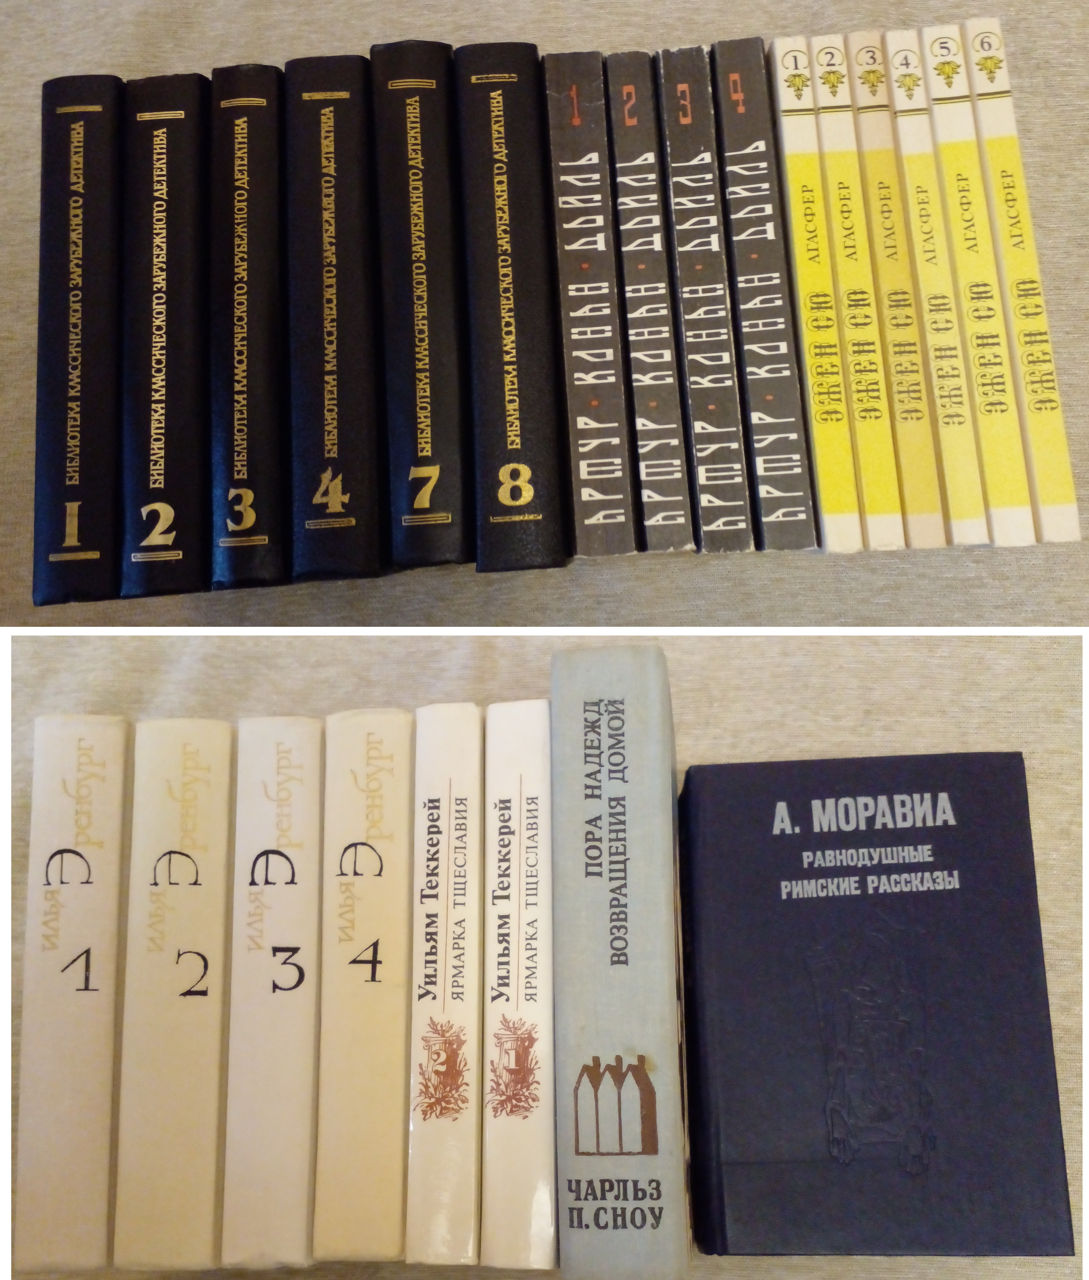 БИБЛИОТЕКА КЛАССИЧЕСКОГО ЗАРУБЕЖНОГО ДЕТЕКТИВА
1
БИБЛИОТЕКА КЛАССИЧЕСКОГО ЗАРУБЕЖНОГО ДЕТЕКТИВА
2
БИБЛИОТЕКА КЛАССИЧЕСКОГО ЗАРУБЕЖНОГО ДЕТЕКТИВА
3
БИБЛИОТЕКА КЛАССИЧЕСКОГО ЗАРУБЕЖНОГО ДЕТЕКТИВА
4
БИБЛИОТЕКА КЛАССИЧЕСКОГО ЗАРУБЕЖНОГО ДЕТЕКТИВА
7
БИБЛИОТЕКА КЛАССИЧЕСКОГО ЗАРУБЕЖНОГО ДЕТЕКТИВА
8
АРТУР · КОНАН · ДОЙЛЬ 1
АРТУР · КОНАН · ДОЙЛЬ 2
АРТУР · КОНАН · ДОЙЛЬ 3
АРТУР · КОНАН · ДОЙЛЬ 4
1
ЭЖЕН СЮ АГАСФЕР
2
ЭЖЕН СЮ АГАСФЕР
3
ЭЖЕН СЮ АГАСФЕР
4
ЭЖЕН СЮ АГАСФЕР
5
ЭЖЕН СЮ АГАСФЕР
6
ЭЖЕН СЮ АГАСФЕР
Илья
Эренбург
1
Илья
Эренбург
2
Илья
Эренбург
3
Илья
Эренбург
4
Уильям Теккерей
ЯРМАРКА ТЩЕСЛАВИЯ
2
Уильям Теккерей
ЯРМАРКА ТЩЕСЛАВИЯ
1
ПОРА НАДЕЖД
ВОЗВРАЩЕНИЯ ДОМОЙ
ЧАРЛЬЗ
П. СНОУ
А. МОРАВИА
РАВНОДУШНЫЕ
РИМСКИЕ РАССКАЗЫ